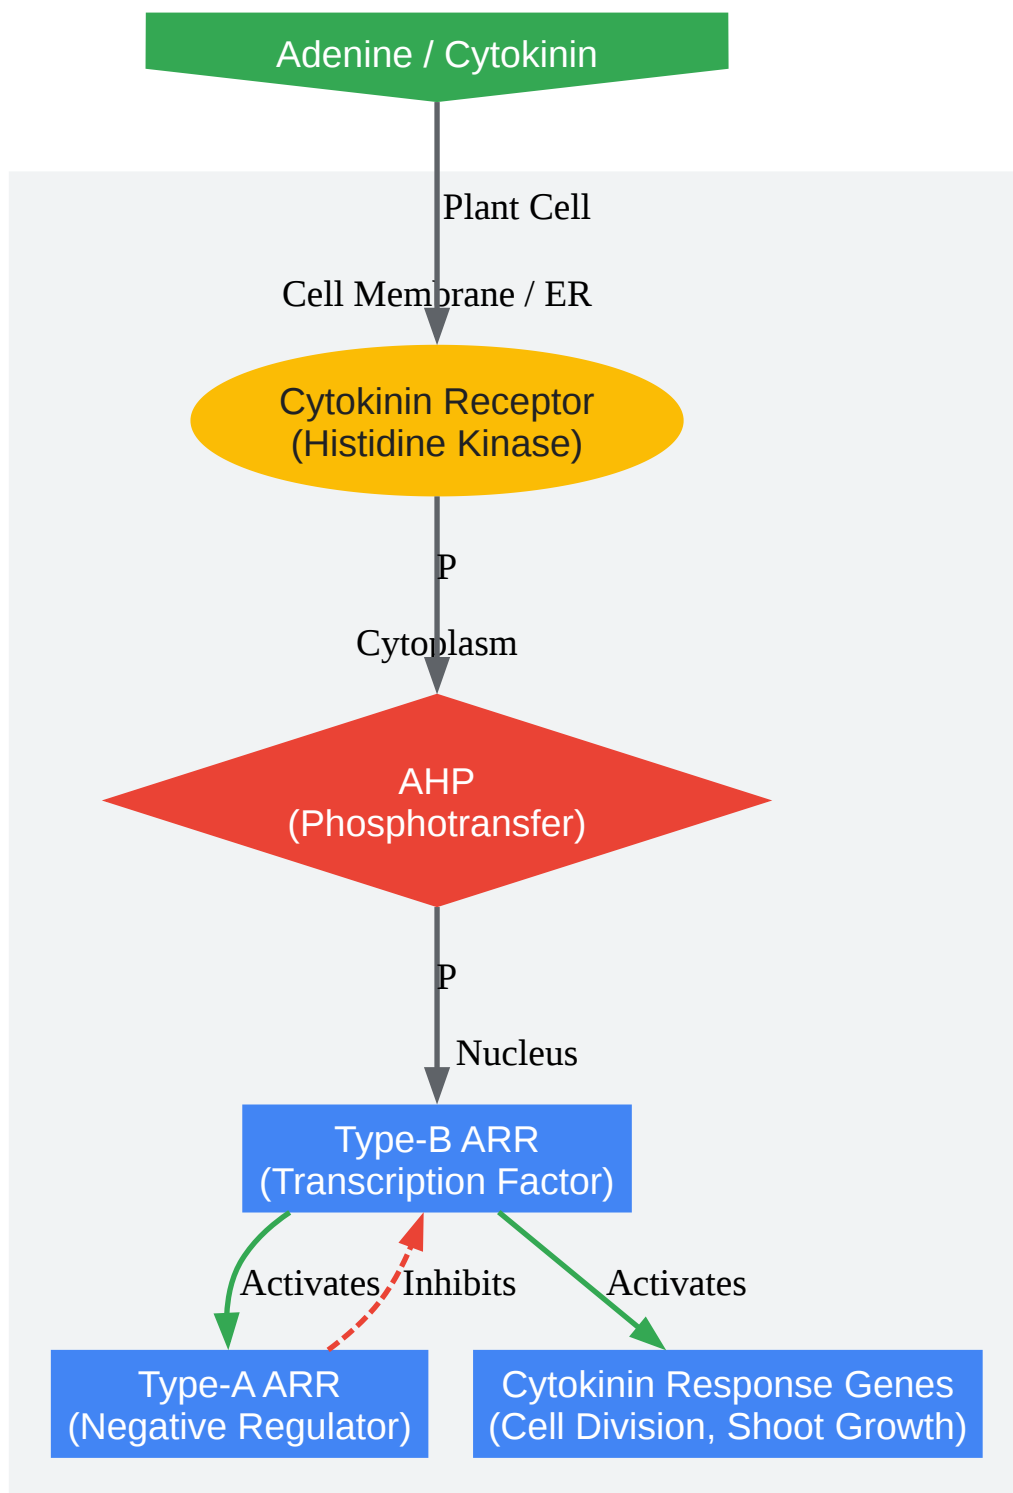 Adenine / Cytokinin
Plant Cell
Cell Membrane / ER
Cytokinin Receptor
(Histidine Kinase)
P
Cytoplasm
AHP
(Phosphotransfer)
P
Nucleus
Type-B ARR
(Transcription Factor)
Activates
Inhibits
Activates
Type-A ARR
(Negative Regulator)
Cytokinin Response Genes
(Cell Division, Shoot Growth)